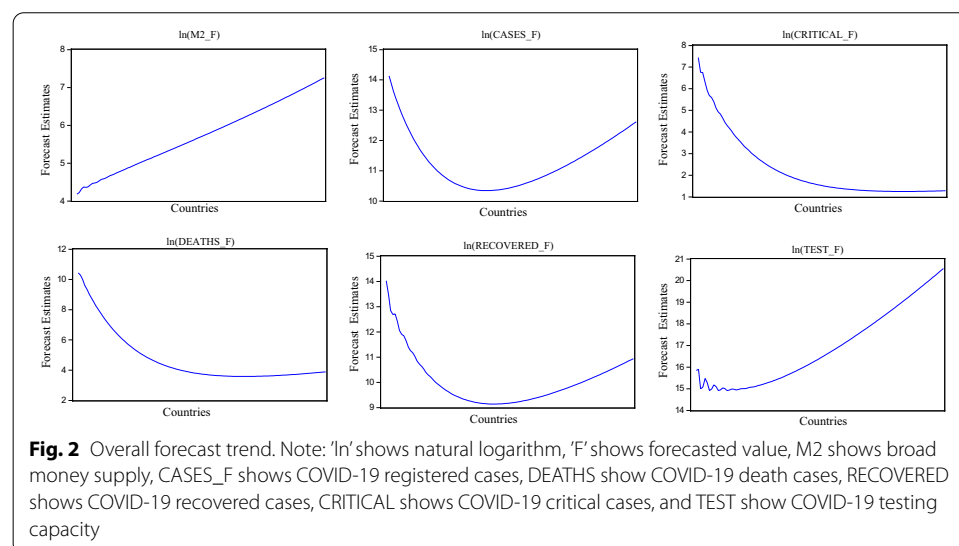 ln(M2_F)
8
7
6
5
4
Forecast Estimates
Countries
ln(CASES_F)
15
14
13
12
11
10
Forecast Estimates
Countries
ln(CRITICAL_F)
8
7
6
5
4
3
2
1
Forecast Estimates
Countries
ln(DEATHS_F)
12
10
8
6
4
2
Forecast Estimates
Countries
ln(RECOVERED_F)
15
14
13
12
11
10
9
Forecast Estimates
Countries
ln(TEST_F)
21
20
19
18
17
16
15
14
Forecast Estimates
Countries
Fig. 2 Overall forecast trend. Note: 'ln' shows natural logarithm, 'F' shows forecasted value, M2 shows broad
money supply, CASES_F shows COVID-19 registered cases, DEATHS show COVID-19 death cases, RECOVERED
shows COVID-19 recovered cases, CRITICAL shows COVID-19 critical cases, and TEST show COVID-19 testing
capacity